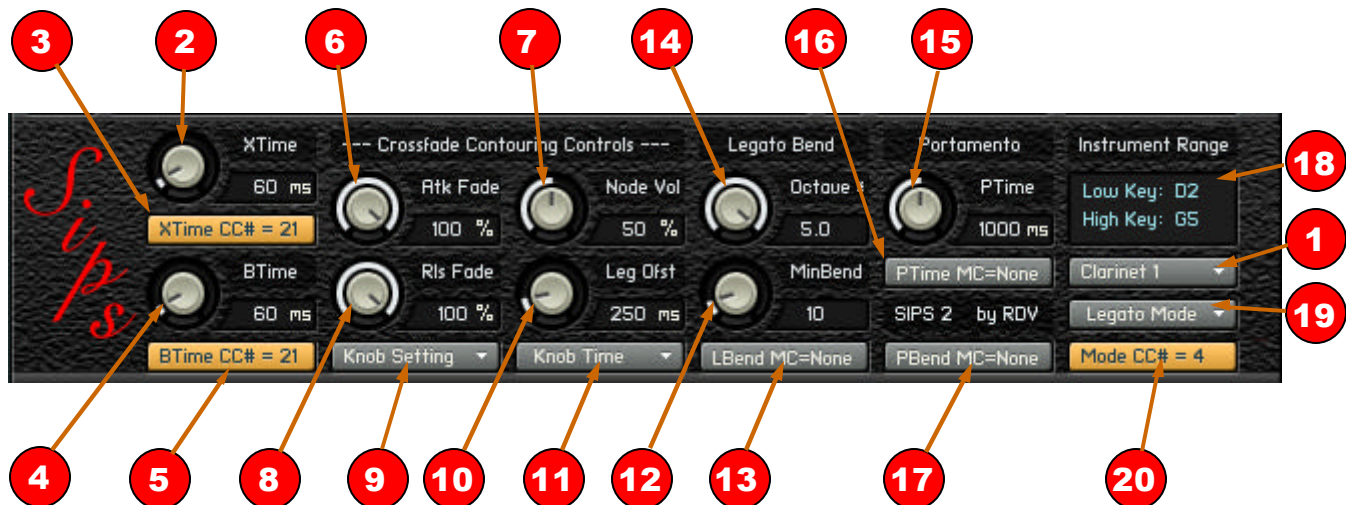 3 2 6 7 14 16 15
XTime --- Crossfade Contouring Controls --- Legato Bend Portamento Instrument Range
18
Sips
Atk Fade Node Vol Octave PTime Low Key: D2
60 ms
High Key: G5
XTime CC# = 21 100 % 50 % 5.0 1000 ms
1
BTime Rls Fade Leg Ofst MinBend PTime MC=None Clarinet 1
60 ms 100 % 250 ms 10 SIPS 2 by RDV Legato Mode
19
BTime CC# = 21 Knob Setting Knob Time LBend MC=None PBend MC=None Mode CC# = 4
4 5 8 9 10 11 12 13 17 20